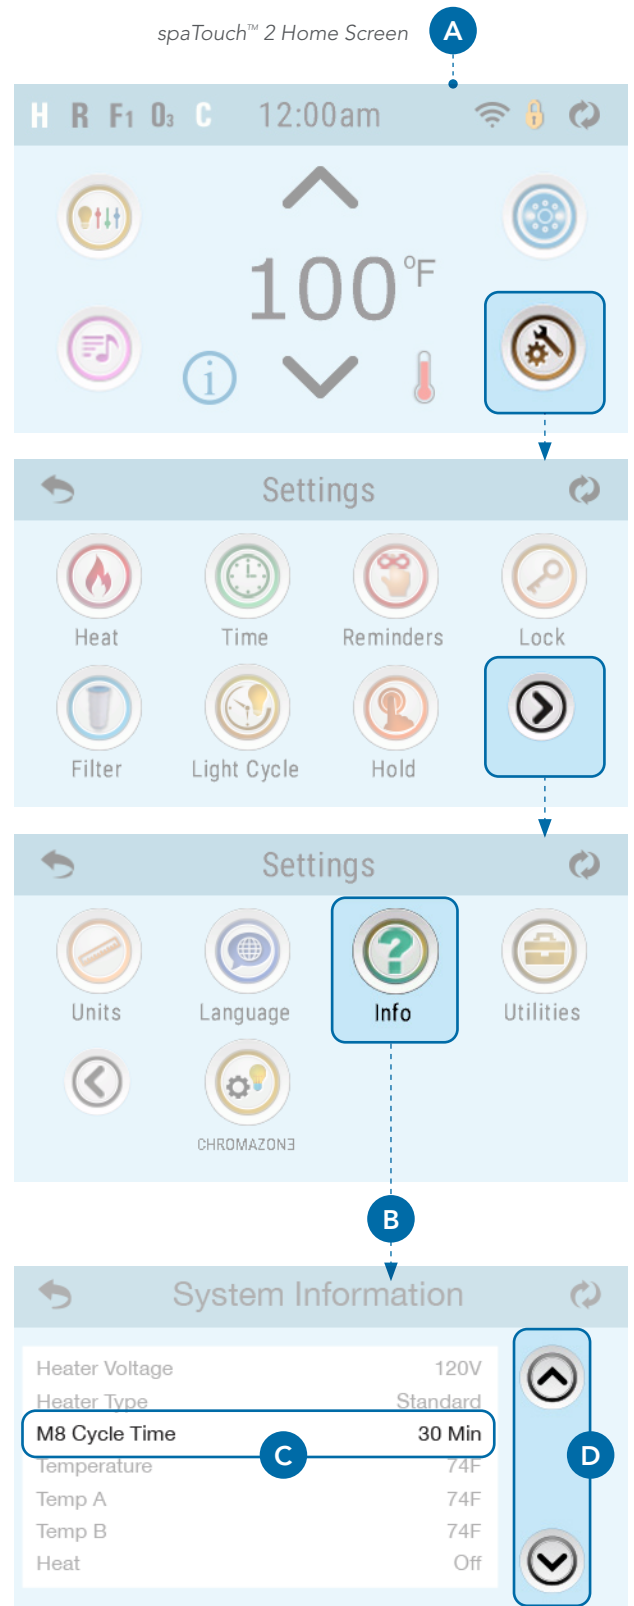 spaTouch™ 2 Home Screen A
H R F1 O3 C 12:00am
100°F
i
Settings
Heat Time Reminders Lock
Filter Light Cycle Hold
Settings
Units Language Info Utilities
?
CHROMAZONƎ
B
System Information
Heater Voltage 120V
Heater Type Standard
M8 Cycle Time 30 Min
C D
Temperature 74F
Temp A 74F
Temp B 74F
Heat Off